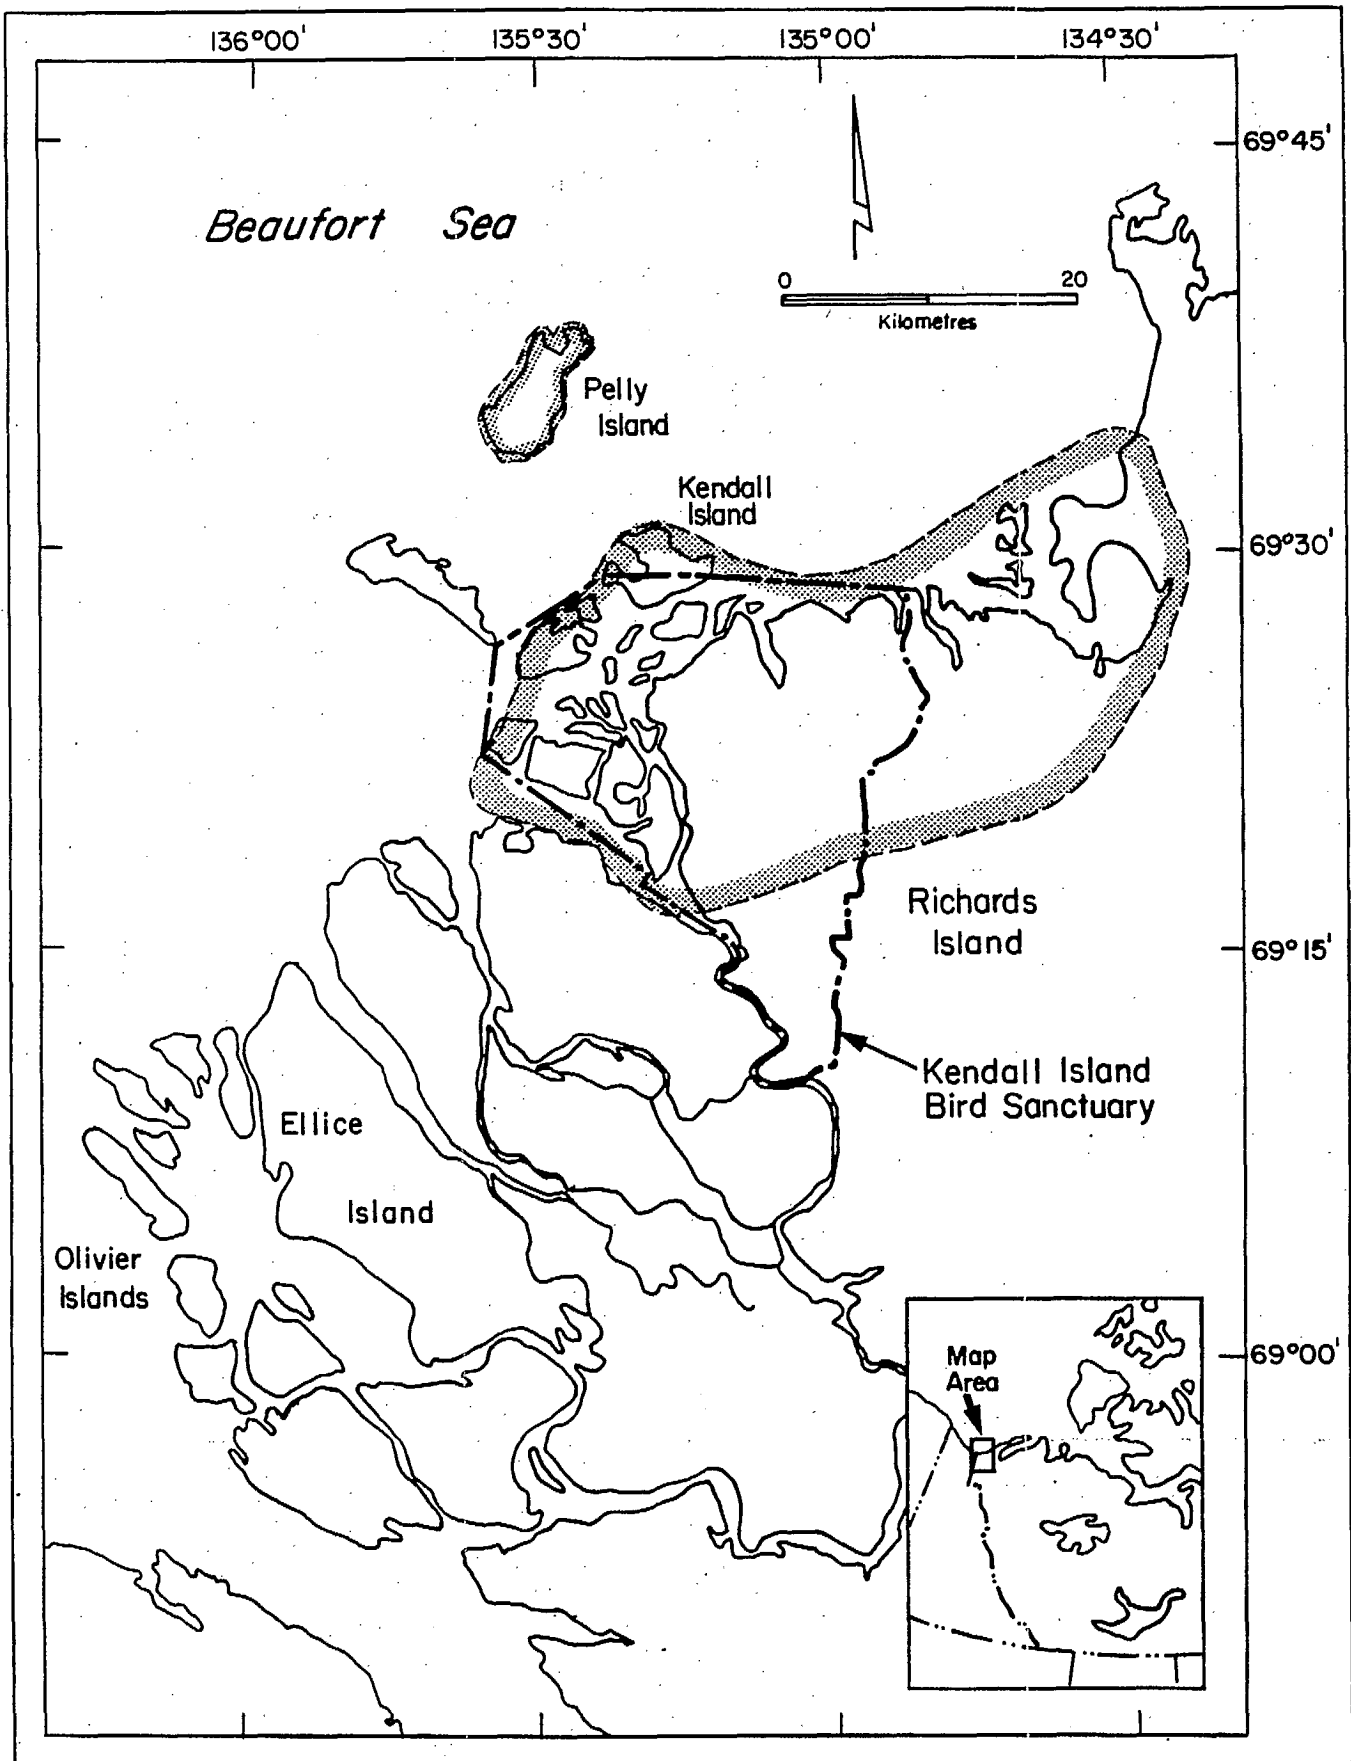 136°00' 135°30' 135°00' 134°30'
69°45'
Beaufort Sea
0 20
Kilometres
Pelly
Island
Kendall
Island
69°30'
Richards
Island
69°15'
Kendall Island
Bird Sanctuary
Ellice
Island
Olivier
Islands
69°00'
Map
Area